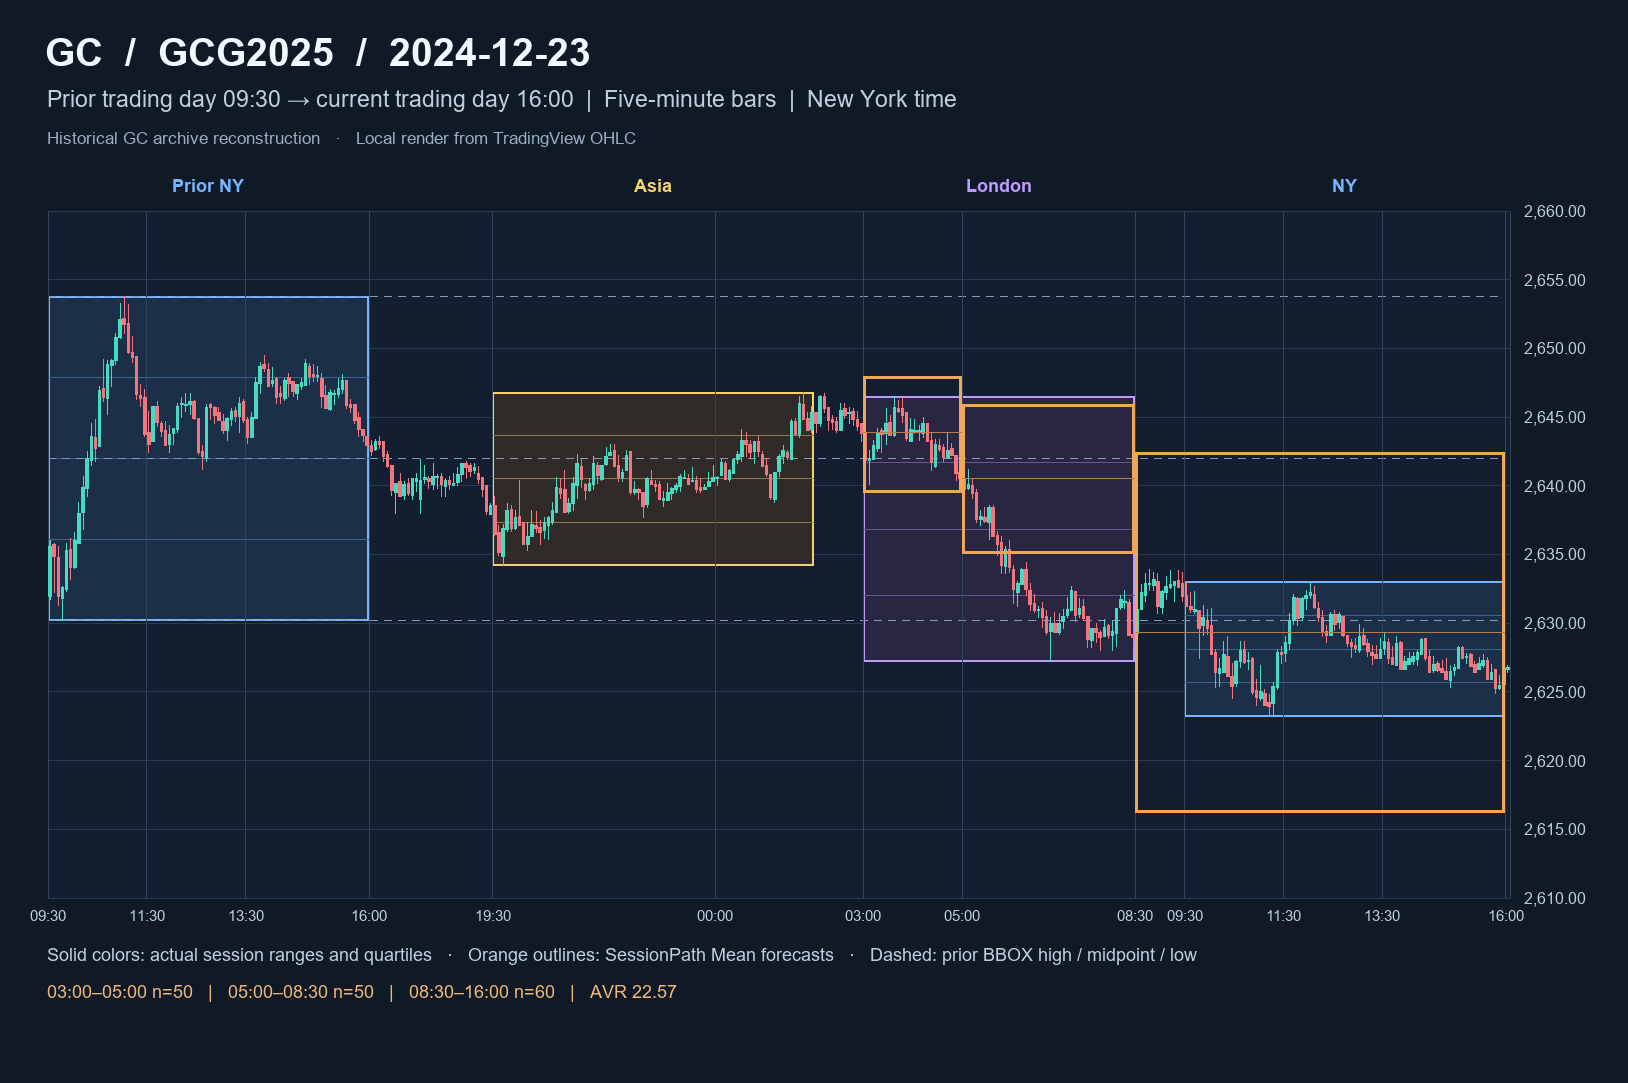 GC / GCG2025 / 2024-12-23
Prior trading day 09:30 → current trading day 16:00 | Five-minute bars | New York time
Historical GC archive reconstruction · Local render from TradingView OHLC
Prior NY Asia London NY
2,660.00
2,655.00
2,650.00
2,645.00
2,640.00
2,635.00
2,630.00
2,625.00
2,620.00
2,615.00
2,610.00
09:30 11:30 13:30 16:00 19:30 00:00 03:00 05:00 08:30 09:30 11:30 13:30 16:00
Solid colors: actual session ranges and quartiles · Orange outlines: SessionPath Mean forecasts · Dashed: prior BBOX high / midpoint / low
03:00–05:00 n=50 | 05:00–08:30 n=50 | 08:30–16:00 n=60 | AVR 22.57